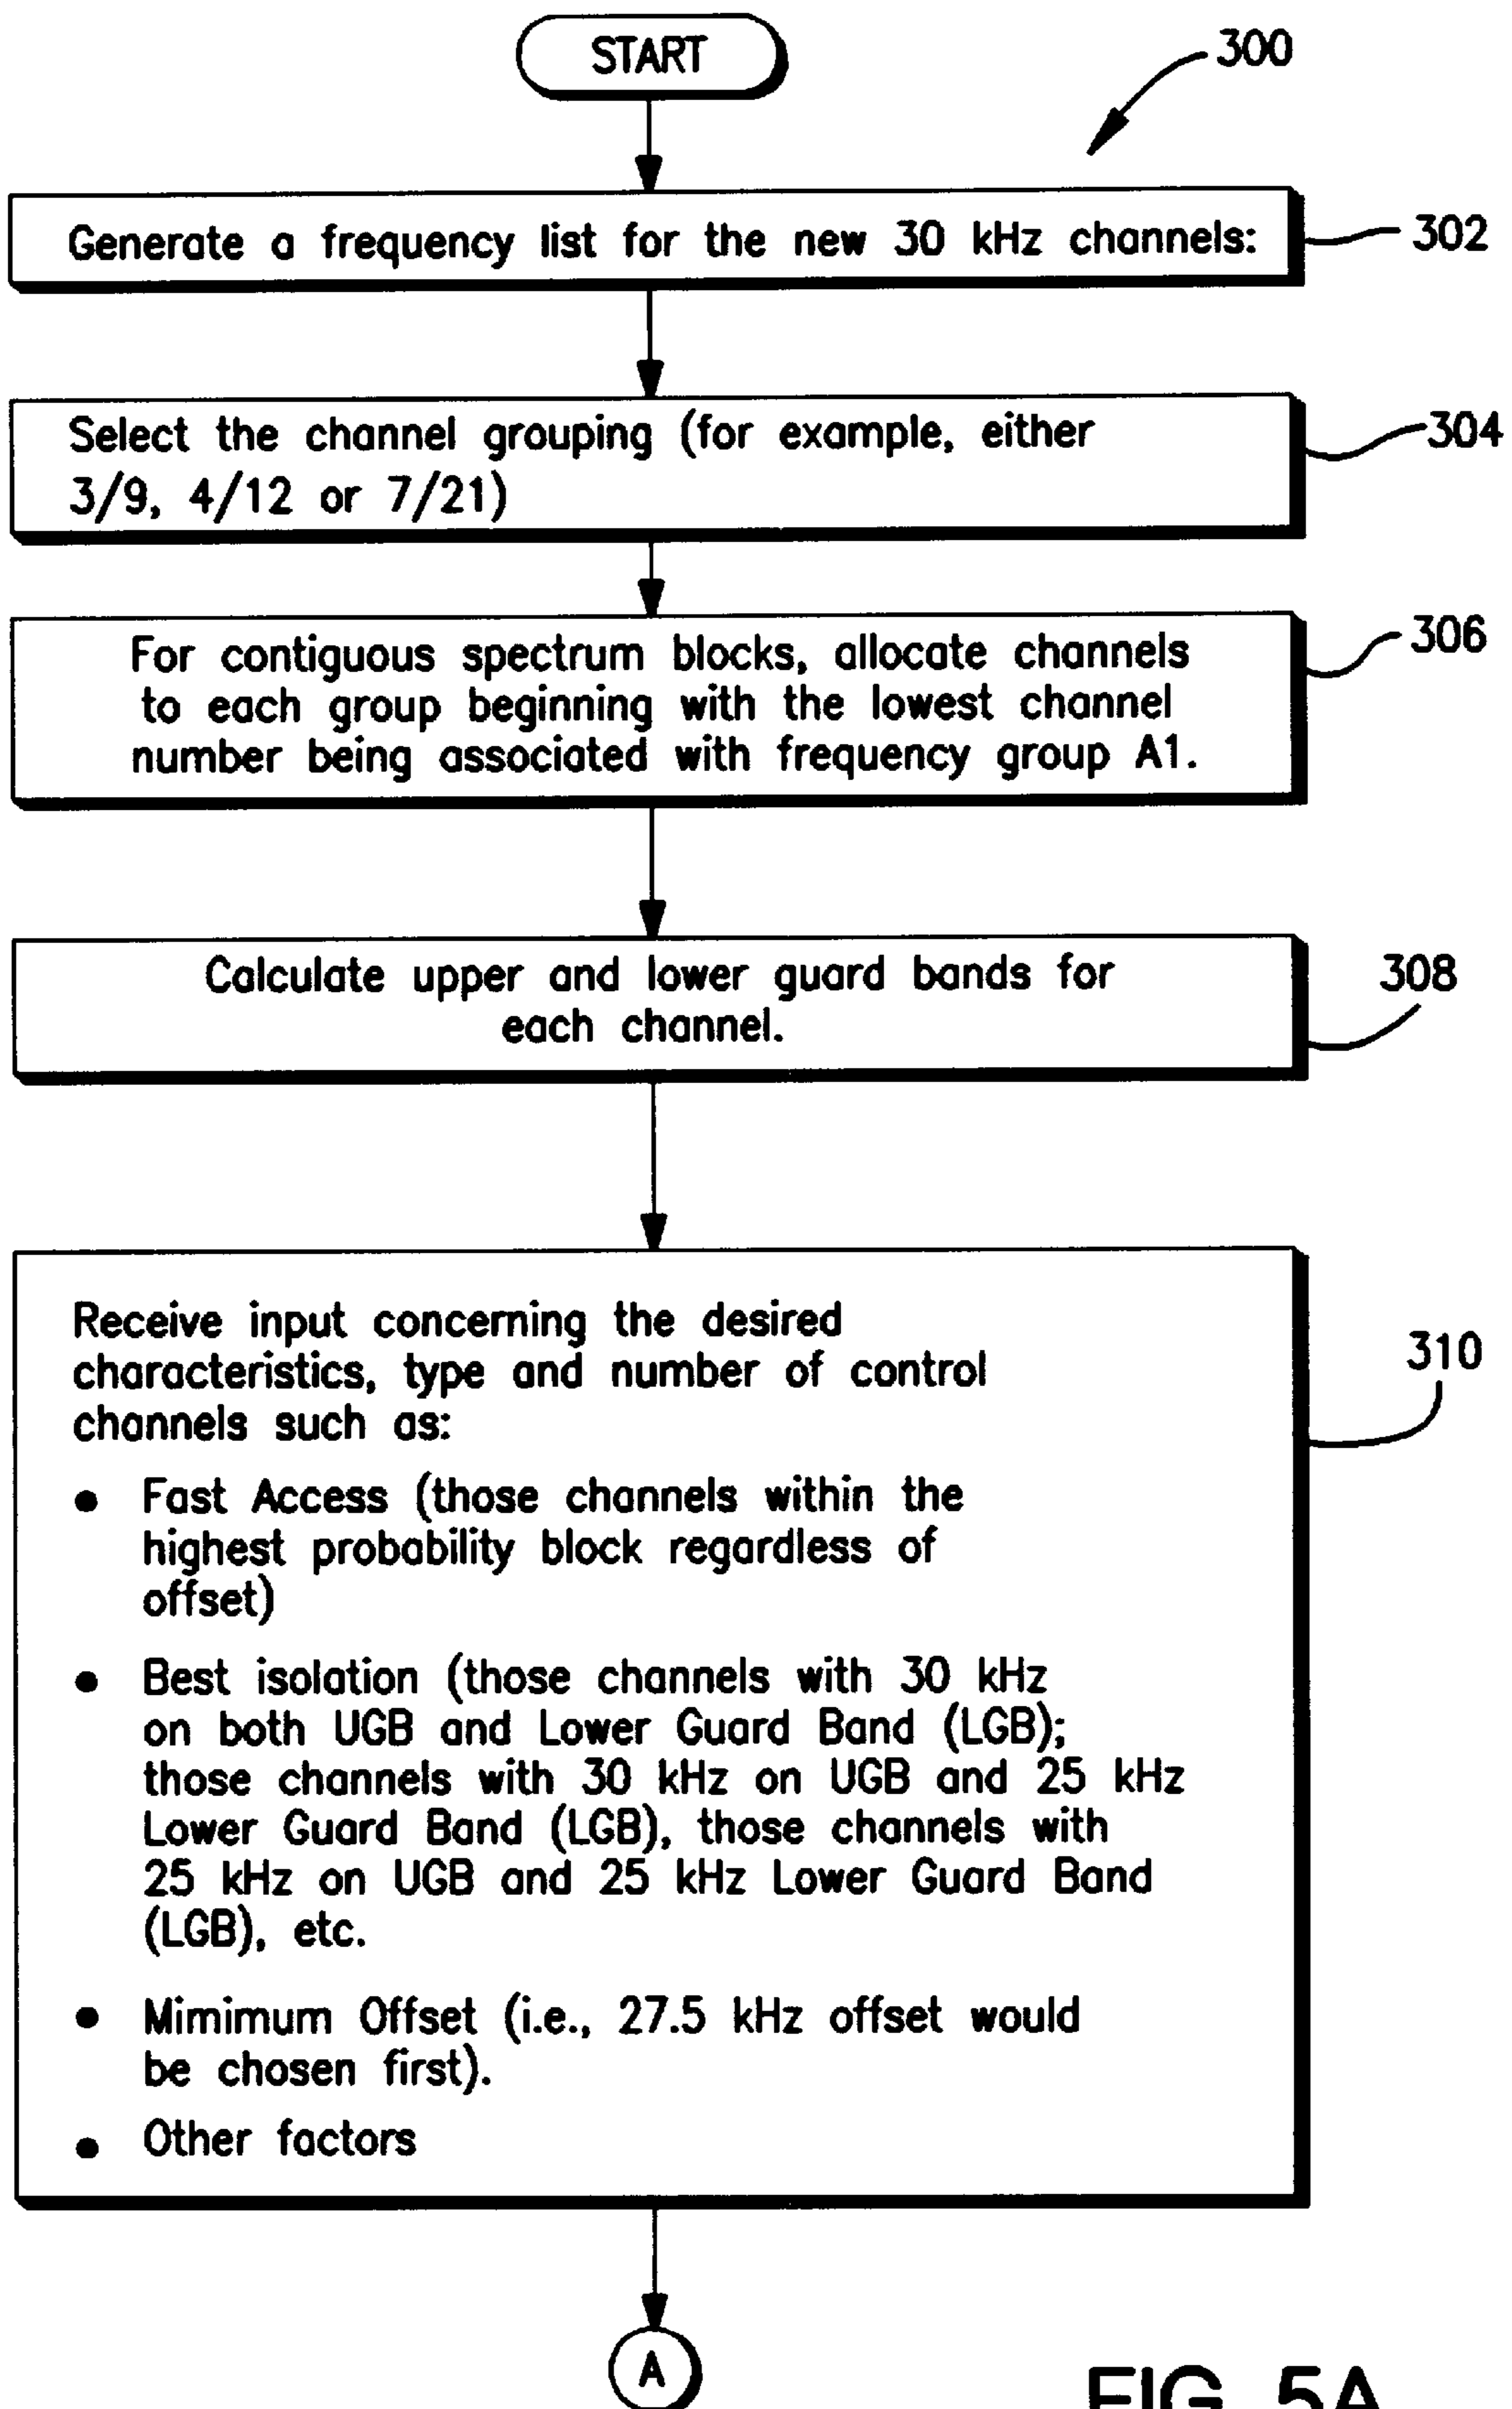 START
300
Generate a frequency list for the new 30 kHz channels:
302
Select the channel grouping (for example, either
3/9, 4/12 or 7/21)
304
For contiguous spectrum blocks, allocate channels
to each group beginning with the lowest channel
number being associated with frequency group A1.
306
Calculate upper and lower guard bands for
each channel.
308
Receive input concerning the desired
characteristics, type and number of control
channels such as:
310
• Fast Access (those channels within the
highest probability block regardless of
offset)
• Best isolation (those channels with 30 kHz
on both UGB and Lower Guard Band (LGB);
those channels with 30 kHz on UGB and 25 kHz
Lower Guard Band (LGB), those channels with
25 kHz on UGB and 25 kHz Lower Guard Band
(LGB), etc.
• Mimimum Offset (i.e., 27.5 kHz offset would
be chosen first).
• Other factors
A
FIG. 5A